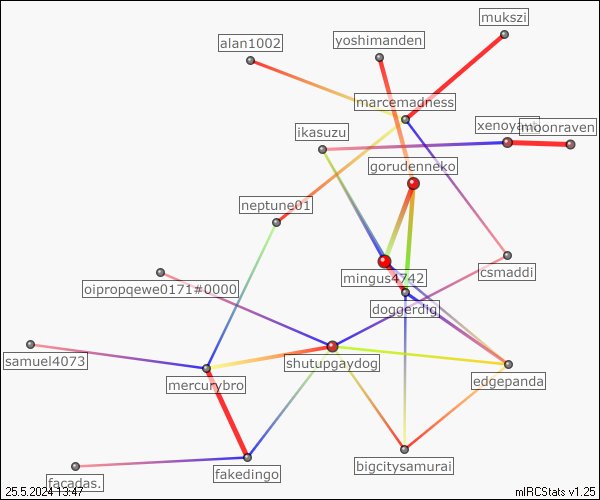 mukszi
alan1002
yoshimanden
marcemadness
ikasuzu
moonraven
gorudenneko
neptune01
mingus4742
csmaddi
oipropqewe0171#0000
doggerdig
samuel4073
shutupgaydog
mercurybro
edgepanda
bigcitysamurai
fakedingo
facadas.
25.5.2024 13:47
mIRCStats v1.25